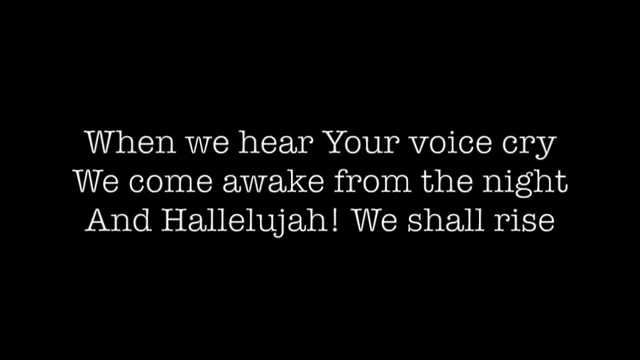 When we hear Your voice cry
We come awake from the night
And Hallelujah! We shall rise